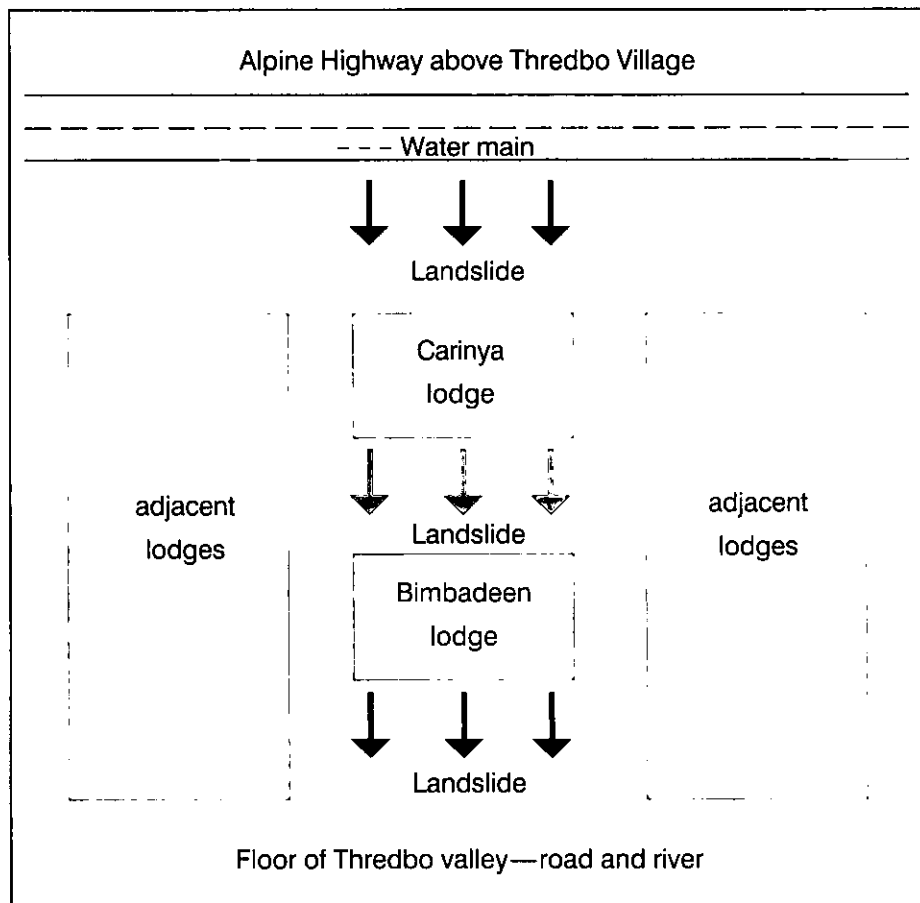 Alpine Highway above Thredbo Village
Water main
Landslide
Carinya
lodge
adjacent
lodges
Landslide
adjacent
lodges
Bimbadeen
lodge
Landslide
Floor of Thredbo valley—road and river